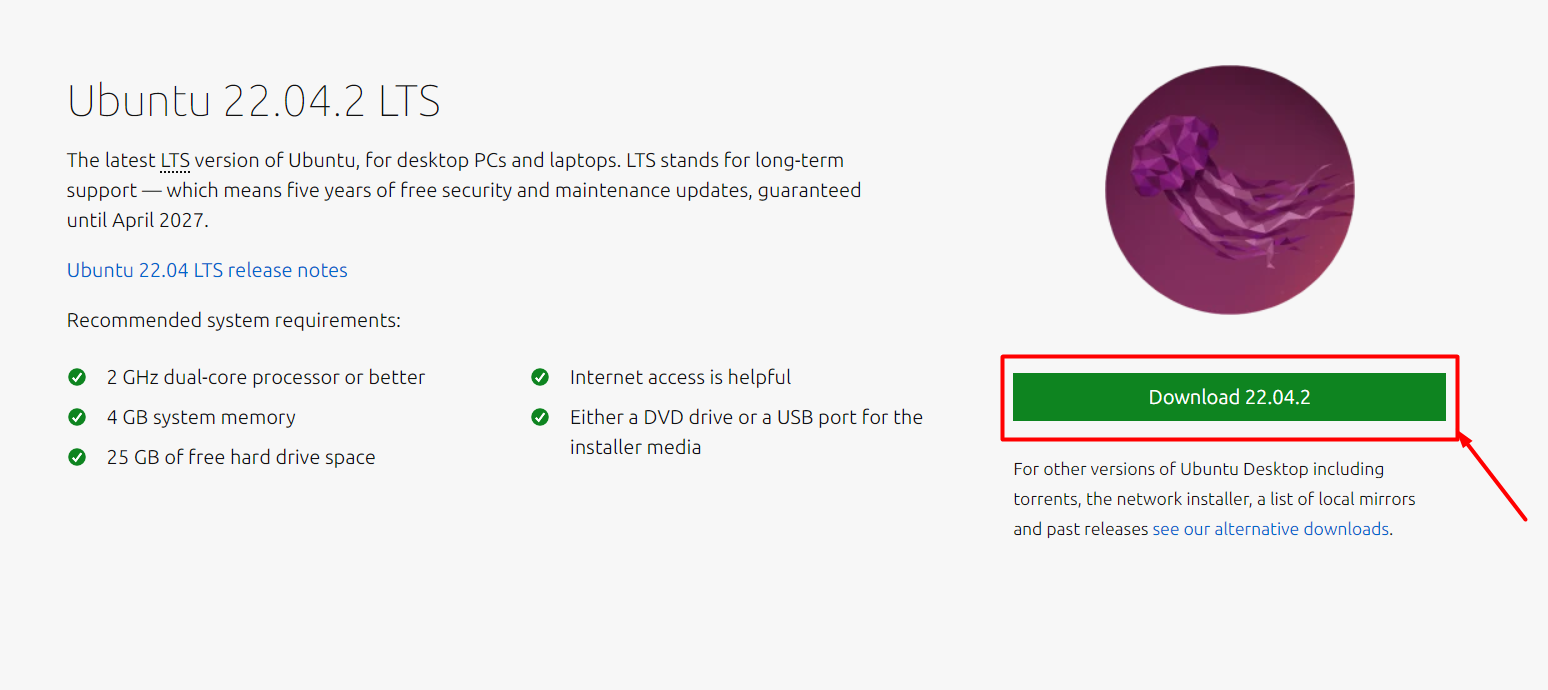 Ubuntu 22.04.2 LTS
The latest LTS version of Ubuntu, for desktop PCs and laptops. LTS stands for long-term
support — which means five years of free security and maintenance updates, guaranteed
until April 2027.
Ubuntu 22.04 LTS release notes
Recommended system requirements:
2 GHz dual-core processor or better
4 GB system memory
25 GB of free hard drive space
Internet access is helpful
Either a DVD drive or a USB port for the
installer media
Download 22.04.2
For other versions of Ubuntu Desktop including
torrents, the network installer, a list of local mirrors
and past releases see our alternative downloads.